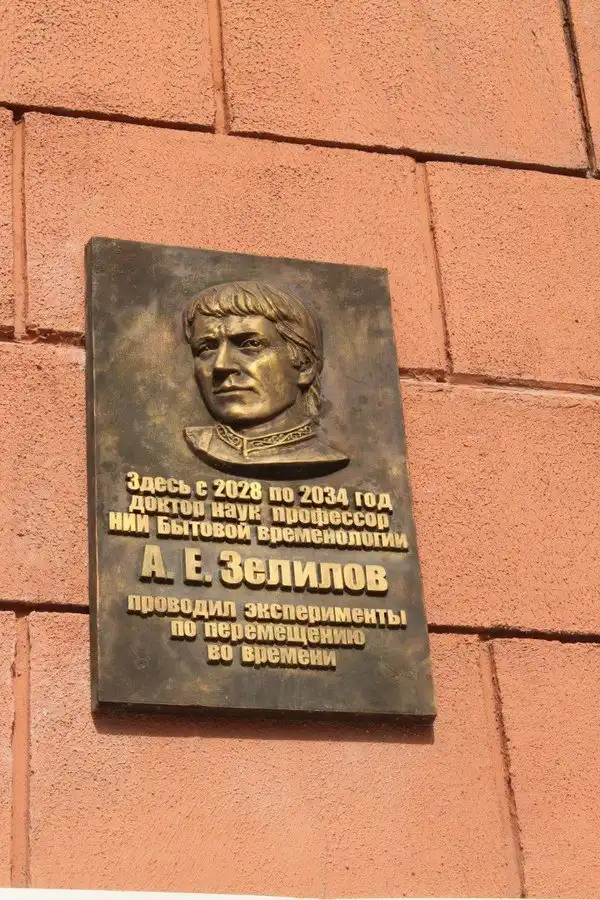 Здесь с 2028 по 2034 год
доктор наук профессор
НИИ Бытовой временологии
А. Е. Зелилов
проводил эксперименты
по перемещению
во времени